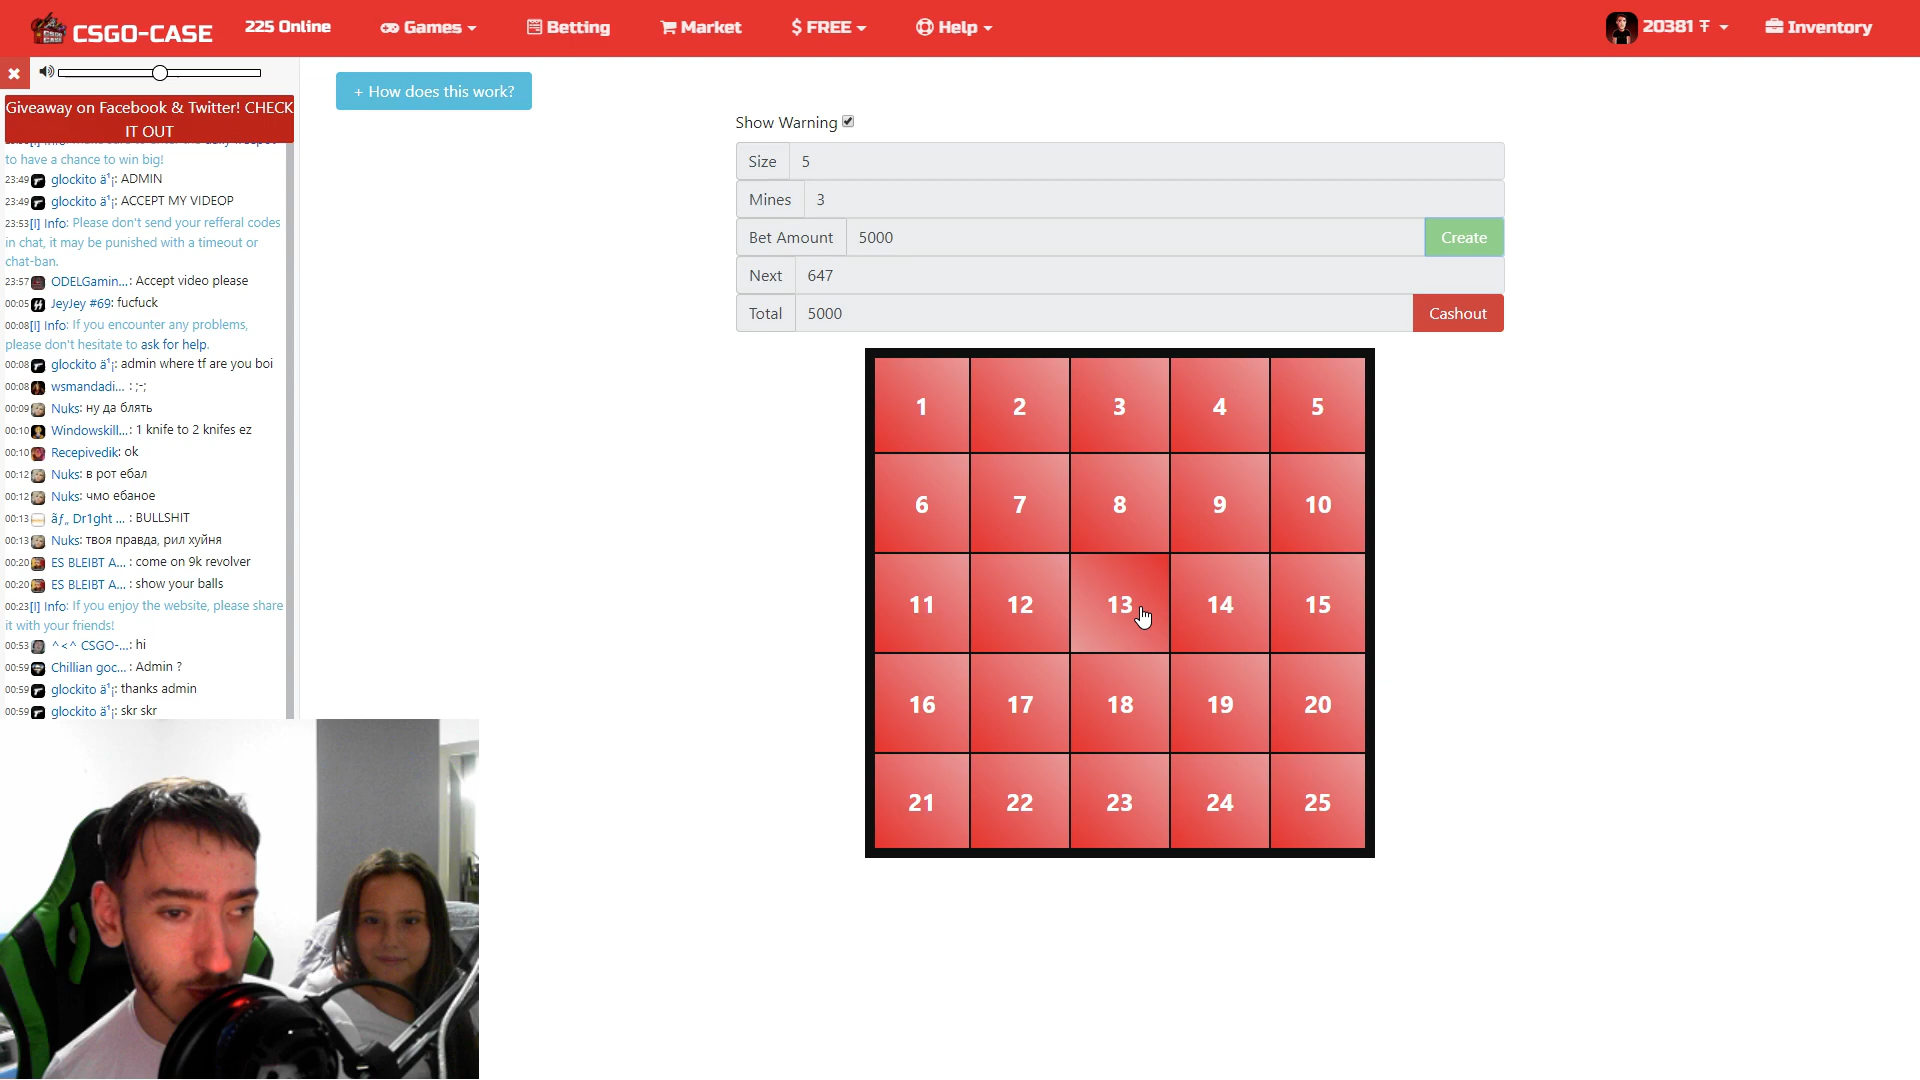 CSGO-CASE 225 Online Games Betting Market $ FREE Help 20381 Ŧ Inventory
Giveaway on Facebook & Twitter! CHECK
IT OUT
to have a chance to win big!
23:49 glockito ä¹¡: ADMIN
23:49 glockito ä¹¡: ACCEPT MY VIDEOP
23:53[I] Info: Please don't send your refferal codes
in chat, it may be punished with a timeout or
chat-ban.
23:57 ODELGamin...: Accept video please
00:05 JeyJey #69: fucfuck
00:08[I] Info: If you encounter any problems,
please don't hesitate to ask for help.
00:08 glockito ä¹¡: admin where tf are you boi
00:08 wsmandadi... : ;-;
00:09 Nuks: ну да блять
00:10 Windowskill...: 1 knife to 2 knifes ez
00:10 Recepivedik: ok
00:12 Nuks: в рот ебал
00:12 Nuks: чмо ебаное
00:13 ãƒ„ Dr1ght ... : BULLSHIT
00:13 Nuks: твоя правда, рил хуйня
00:20 ES BLEIBT A... : come on 9k revolver
00:20 ES BLEIBT A... : show your balls
00:23[I] Info: If you enjoy the website, please share
it with your friends!
00:53 ^<^ CSGO-...: hi
00:59 Chillian goc... : Admin ?
00:59 glockito ä¹¡: thanks admin
00:59 glockito ä¹¡: skr skr
+ How does this work?
Show Warning
Size 5
Mines 3
Bet Amount 5000 Create
Next 647
Total 5000 Cashout
1 2 3 4 5
6 7 8 9 10
11 12 13 14 15
16 17 18 19 20
21 22 23 24 25